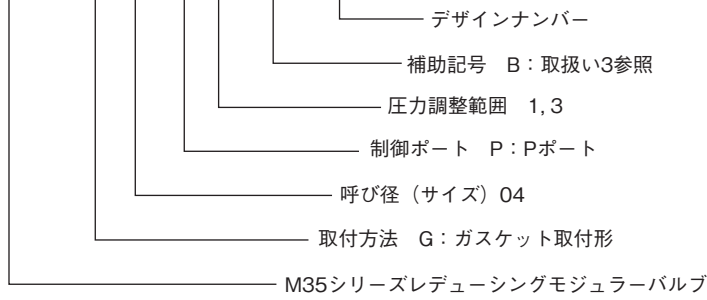 デザインナンバー
補助記号　B：取扱い3参照
圧力調整範囲　1, 3
制御ポート　P：Pポート
呼び径（サイズ）04
取付方法　G：ガスケット取付形
M35シリーズレデューシングモジュラーバルブ